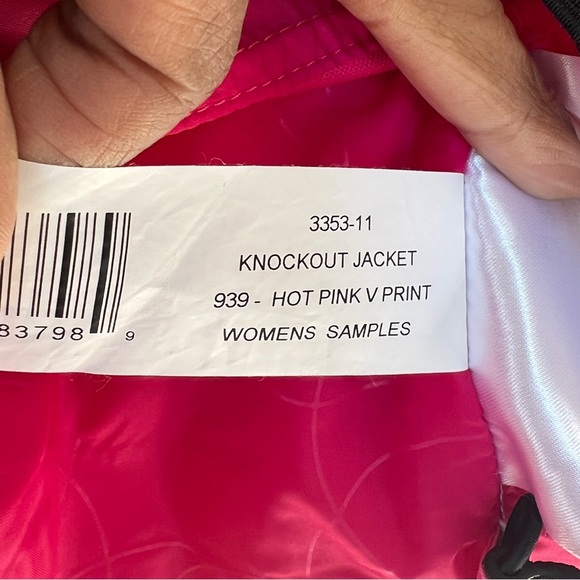 3353-11
KNOCKOUT JACKET
939 - HOT PINK V PRINT
WOMENS SAMPLES
83798 9